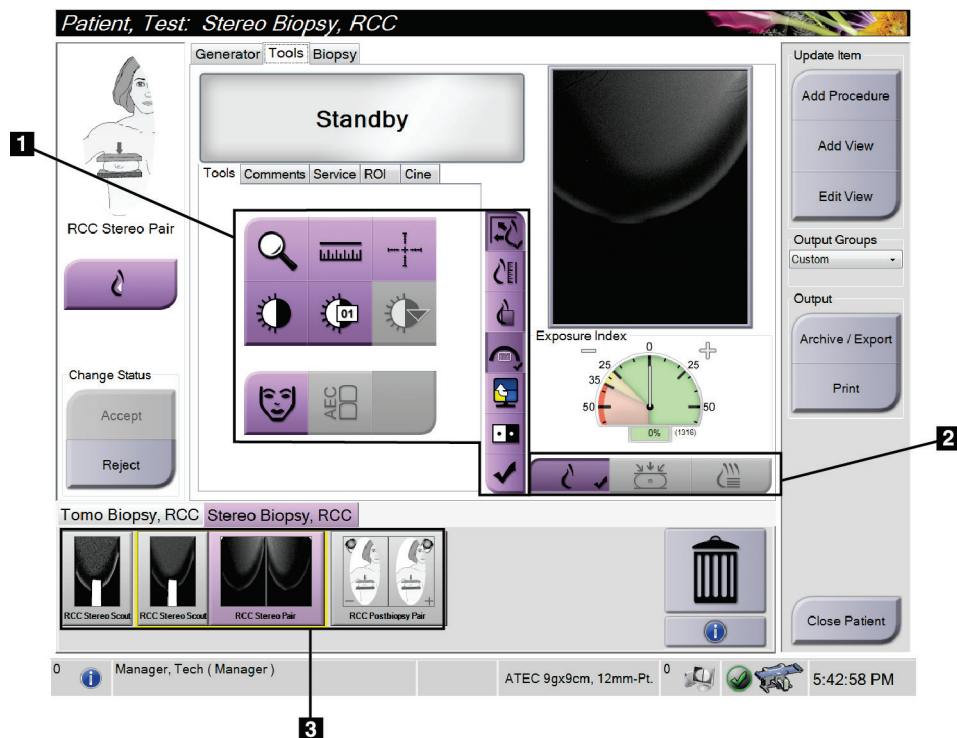 Patient, Test: Stereo Biopsy, RCC
Generator Tools Biopsy
Update Item
Add Procedure
Add View
Edit View
Standby
1
Tools Comments Service ROI Cine
RCC Stereo Pair
01
Output Groups
Custom
Output
Archive / Export
Print
Exposure Index
0
25 25
35
50 50
0% (1316)
Change Status
Accept
Reject
AEC
2
Tomo Biopsy, RCC Stereo Biopsy, RCC
RCC Stereo Scout RCC Stereo Scout RCC Stereo Pair RCC Postbiopsy Pair
Close Patient
0 Manager, Tech ( Manager ) ATEC 9gx9cm, 12mm-Pt. 0 5:42:58 PM
3